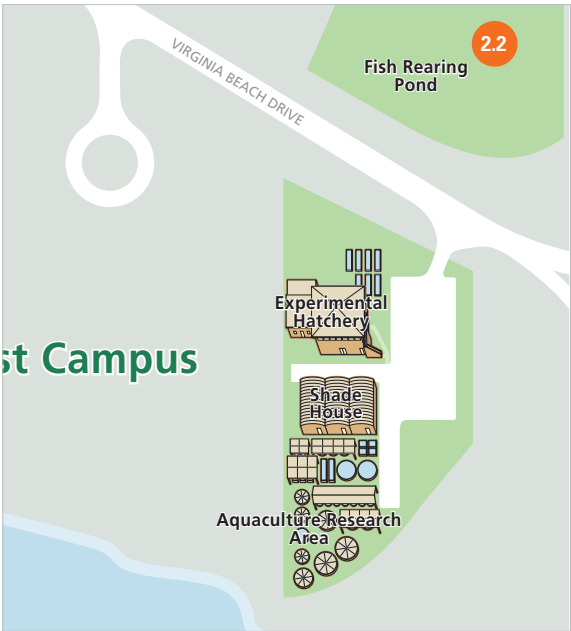 VIRGINIA BEACH DRIVE
2.2
Fish Rearing
Pond
Experimental
Hatchery
st Campus
Shade
House
Aquaculture Research
Area